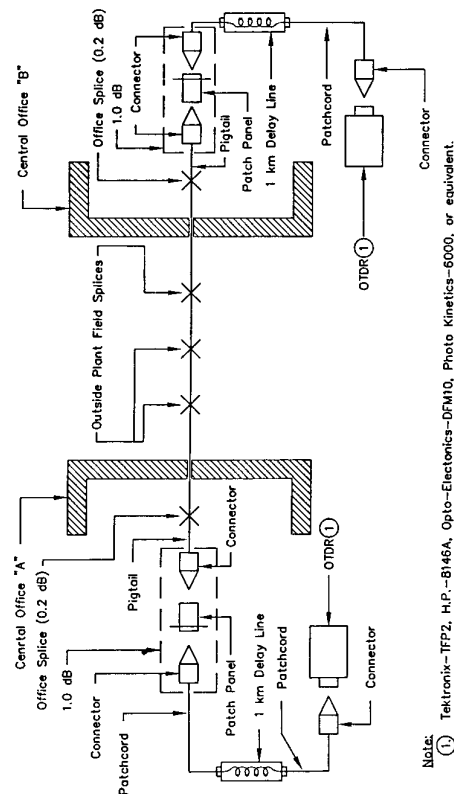 Central Office "B"
Office Splice (0.2 dB)
1.0 dB
Connector
Pigtail
Patch Panel
1 km Delay Line
Patchcord
Connector
OTDR 1
Outside Plant Field Splices
Cenrtal Office "A"
Office Splice (0.2 dB)
1.0 dB
Connector
Patchcord
Pigtail
Connector
Patch Panel
1 km Delay Line
Patchcord
OTDR 1
Connector
Note:
1. Tektronix-TFP2, H.P.-8146A, Opto-Electonics-DFM10, Photo Kinetics-6000, or equivalent.